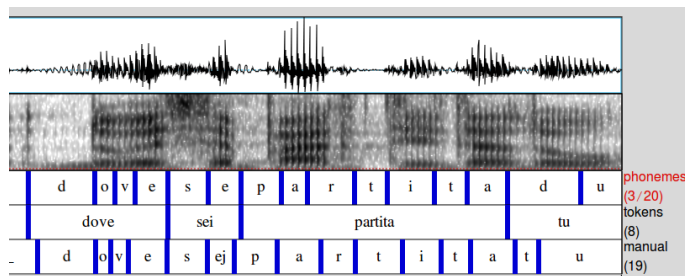 d o v e s e p a r t i t a d u phonemes (3/20)
dove sei partita tu tokens (8)
_ d o v e s ej p a r t i t a t u manual (19)